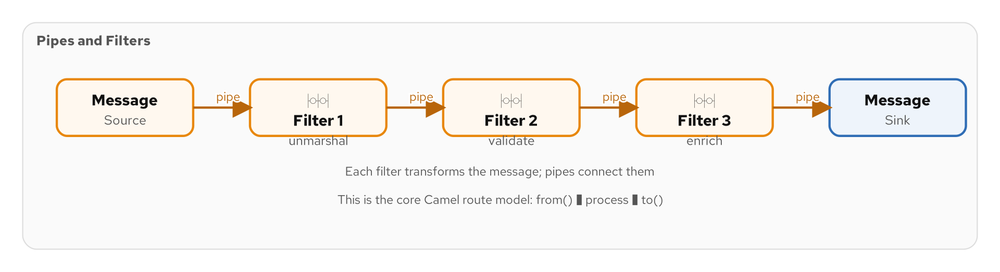 Pipes and Filters
Message
Source
pipe
Filter 1
unmarshal
pipe
Filter 2
validate
pipe
Filter 3
enrich
pipe
Message
Sink
Each filter transforms the message; pipes connect them
This is the core Camel route model: from() ▮ process ▮ to()